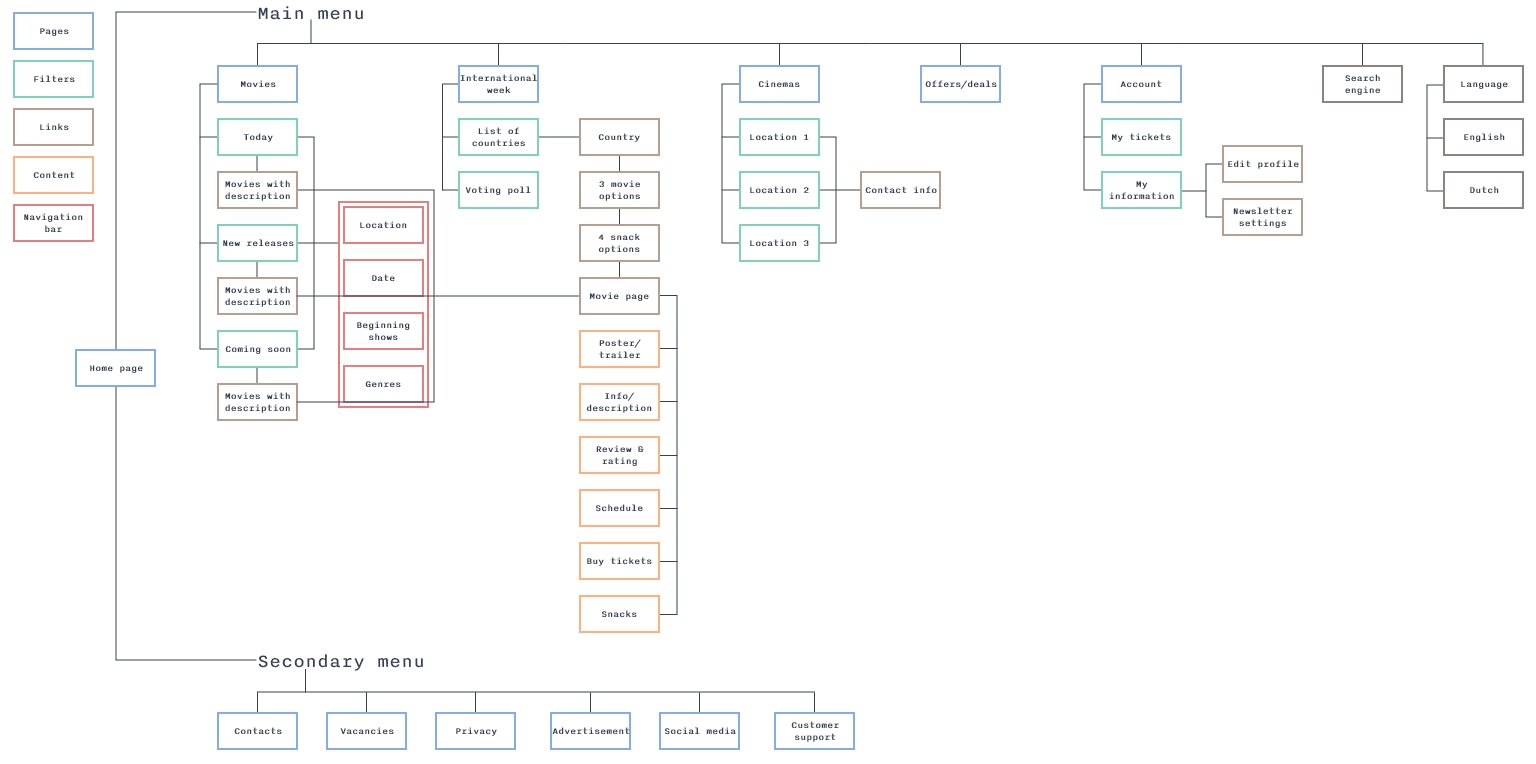 Main menu
Pages
Filters
Links
Content
Navigation
bar
Home page
Movies
Today
Movies with
description
New releases
Movies with
description
Coming soon
Movies with
description
Location
Date
Beginning
shows
Genres
International
week
List of
countries
Voting poll
Country
3 movie
options
4 snack
options
Movie page
Poster/
trailer
Info/
description
Review &
rating
Schedule
Buy tickets
Snacks
Cinemas
Location 1
Location 2
Location 3
Contact info
Offers/deals
Account
My tickets
My
information
Edit profile
Newsletter
settings
Search
engine
Language
English
Dutch
Secondary menu
Contacts
Vacancies
Privacy
Advertisement
Social media
Customer
support